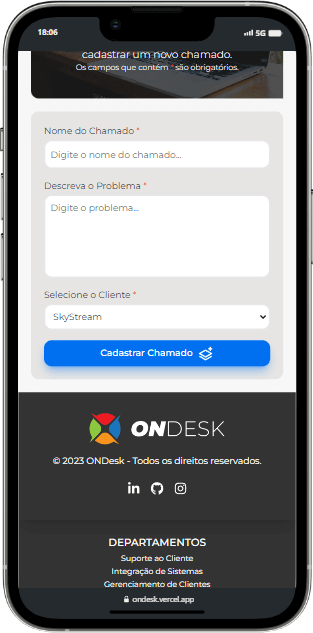 18:06
5G
cadastrar um novo chamado.
Os campos que contém * são obrigatórios.
Nome do Chamado *
Digite o nome do chamado...
Descreva o Problema *
Digite o problema...
Selecione o Cliente *
SkyStream
Cadastrar Chamado
ONDESK
© 2023 ONDesk - Todos os direitos reservados.
DEPARTAMENTOS
Suporte ao Cliente
Integração de Sistemas
Gerenciamento de Clientes
ondesk.vercel.app